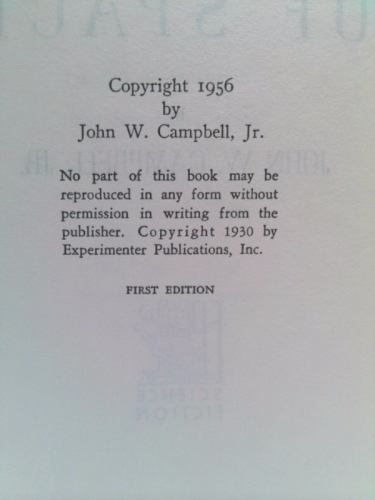 Copyright 1956
by
John W. Campbell, Jr.
No part of this book may be
reproduced in any form without
permission in writing from the
publisher. Copyright 1930 by
Experimenter Publications, Inc.
FIRST EDITION